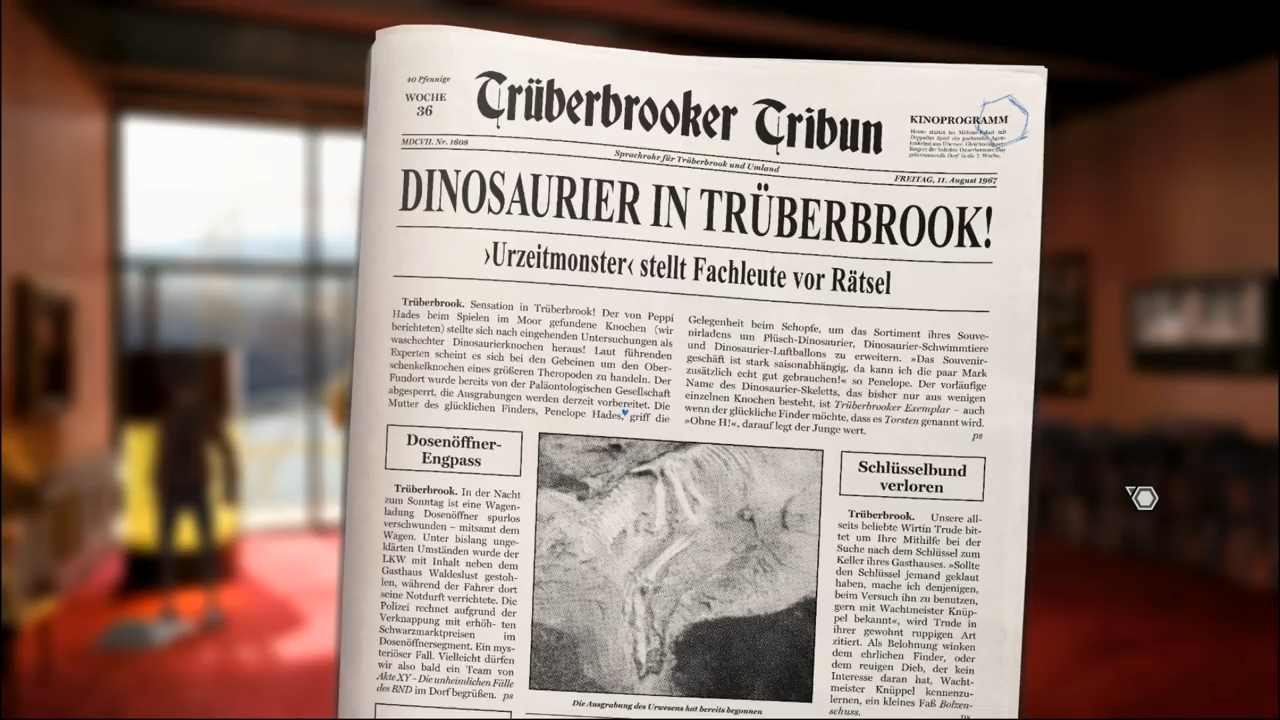 40 Pfennige
WOCHE
36
Trüberbrooker Tribun
KINOPROGRAMM
MDCVII. Nr. 1608
Sprachrohr für Trüberbrook und Umland
FREITAG, 11. August 1967
DINOSAURIER IN TRÜBERBROOK!
›Urzeitmonster‹ stellt Fachleute vor Rätsel
Trüberbrook. Sensation in Trüberbrook! Der von Peppi
Hades beim Spielen im Moor gefundene Knochen (wir
berichteten) stellte sich nach eingehenden Untersuchungen als
waschechter Dinosaurierknochen heraus! Laut führenden
Experten scheint es sich bei den Gebeinen um den Ober-
schenkelknochen eines größeren Theropoden zu handeln. Der
Fundort wurde bereits von der Paläontologischen Gesellschaft
abgesperrt, die Ausgrabungen werden derzeit vorbereitet. Die
Mutter des glücklichen Finders, Penelope Hades, griff die
Gelegenheit beim Schopfe, um das Sortiment ihres Souve-
nirladens um Plüsch-Dinosaurier, Dinosaurier-Schwimmtiere
und Dinosaurier-Luftballons zu erweitern. »Das Souvenir-
geschäft ist stark saisonabhängig, da kann ich die paar Mark
zusätzlich echt gut gebrauchen!« so Penelope. Der vorläufige
Name des Dinosaurier-Skeletts, das bisher nur aus wenigen
einzelnen Knochen besteht, ist Trüberbrooker Exemplar – auch
wenn der glückliche Finder möchte, dass es Torsten genannt wird.
»Ohne H!«, darauf legt der Junge wert.
ps
Dosenöffner-
Engpass
Trüberbrook. In der Nacht
zum Sonntag ist eine Wagen-
ladung Dosenöffner spurlos
verschwunden – mitsamt dem
Wagen. Unter bislang unge-
klärten Umständen wurde der
LKW mit Inhalt neben dem
Gasthaus Waldeslust gestoh-
len, während der Fahrer dort
seine Notdurft verrichtete. Die
Polizei rechnet aufgrund der
Verknappung mit erhöh-ten
Schwarzmarktpreisen im
Dosenöffnersegment. Ein mys-
teriöser Fall. Vielleicht dürfen
wir also bald ein Team von
Akte XY - Die unheimlichen Fälle
des BND im Dorf begrüßen. ps
Die Ausgrabung des Urwesens hat bereits begonnen
Schlüsselbund
verloren
Trüberbrook. Unsere all-
seits beliebte Wirtin Trude bit-
tet um Ihre Mithilfe bei der
Suche nach dem Schlüssel zum
Keller ihres Gasthauses. »Sollte
den Schlüssel jemand geklaut
haben, mache ich denjenigen,
beim Versuch ihn zu benutzen,
gern mit Wachtmeister Knüp-
pel bekannt«, wird Trude in
ihrer gewohnt ruppigen Art
zitiert. Als Belohnung winken
dem ehrlichen Finder, oder
dem reuigen Dieb, der kein
Interesse daran hat, Wacht-
meister Knüppel kennenzu-
lernen, ein kleines Faß Bolzen-
schuss.
ps